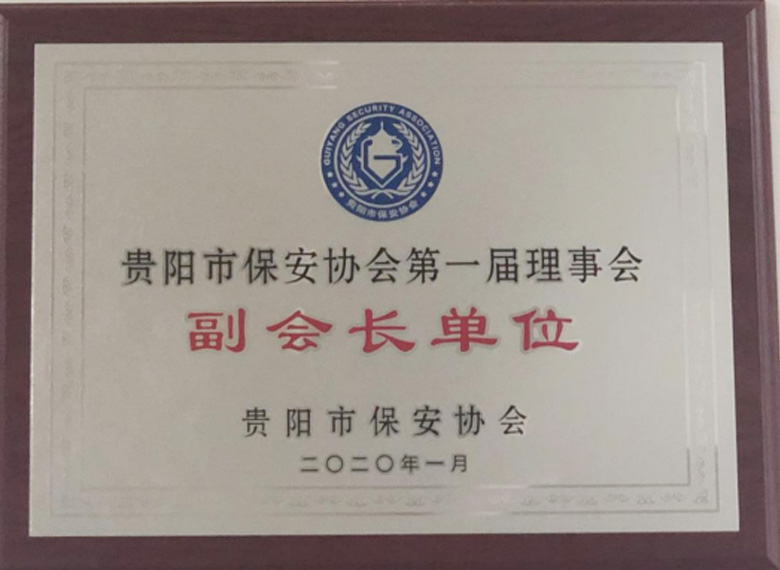 GUIYANG SECURITY ASSOCIATION
贵阳市保安协会
贵阳市保安协会第一届理事会
副会长单位
贵阳市保安协会
二〇二〇年一月